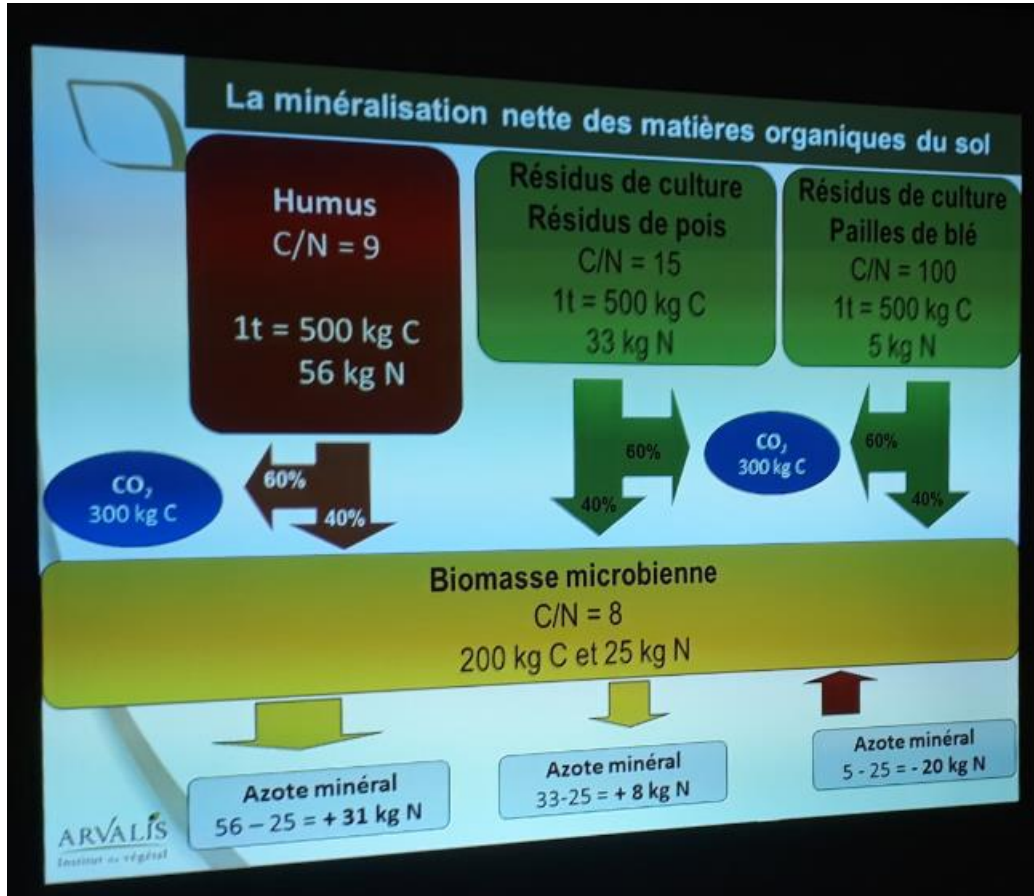 La minéralisation nette des matières organiques du sol
Humus
C/N = 9
1t = 500 kg C
56 kg N
Résidus de culture
Résidus de pois
C/N = 15
1t = 500 kg C
33 kg N
Résidus de culture
Pailles de blé
C/N = 100
1t = 500 kg C
5 kg N
CO₂
300 kg C
60%
40%
60%
40%
CO₂
300 kg C
60%
40%
Biomasse microbienne
C/N = 8
200 kg C et 25 kg N
Azote minéral
56 – 25 = + 31 kg N
Azote minéral
33-25 = + 8 kg N
Azote minéral
5 - 25 = - 20 kg N
ARVALIS
Institut du végétal